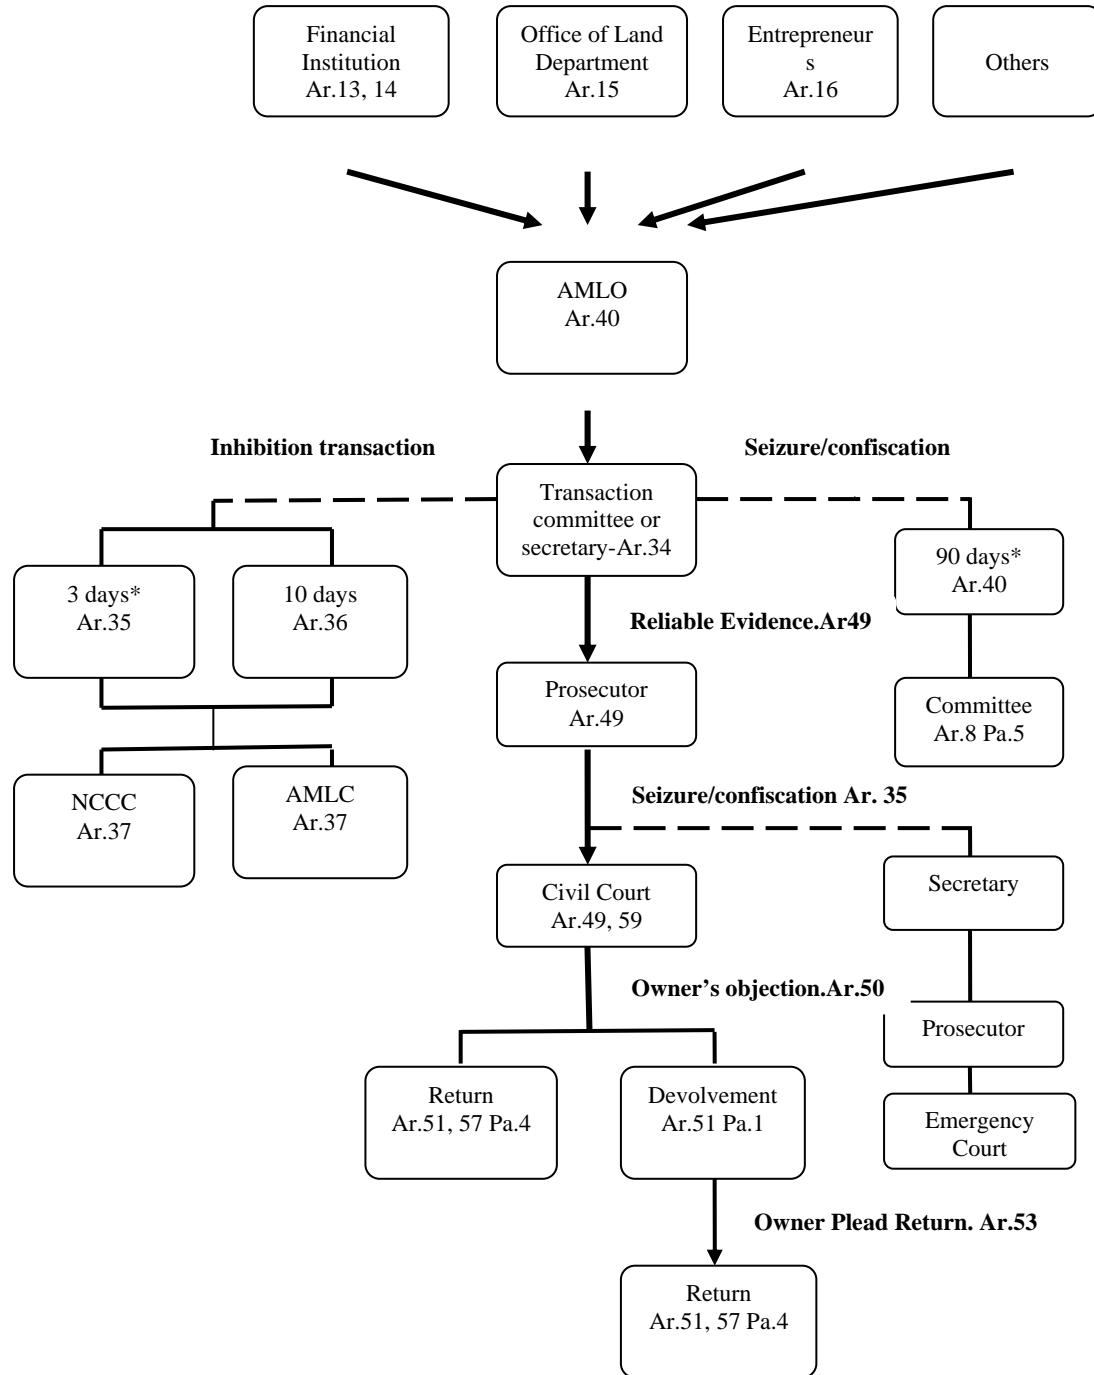 Financial
Institution
Ar.13, 14
Office of Land
Department
Ar.15
Entrepreneur
s
Ar.16
Others
AMLO
Ar.40
Inhibition transaction
Seizure/confiscation
Transaction
committee or
secretary-Ar.34
3 days*
Ar.35
10 days
Ar.36
90 days*
Ar.40
Reliable Evidence.Ar49
Prosecutor
Ar.49
Committee
Ar.8 Pa.5
NCCC
Ar.37
AMLC
Ar.37
Seizure/confiscation Ar. 35
Civil Court
Ar.49, 59
Secretary
Owner’s objection.Ar.50
Prosecutor
Return
Ar.51, 57 Pa.4
Devolvement
Ar.51 Pa.1
Emergency
Court
Owner Plead Return. Ar.53
Return
Ar.51, 57 Pa.4